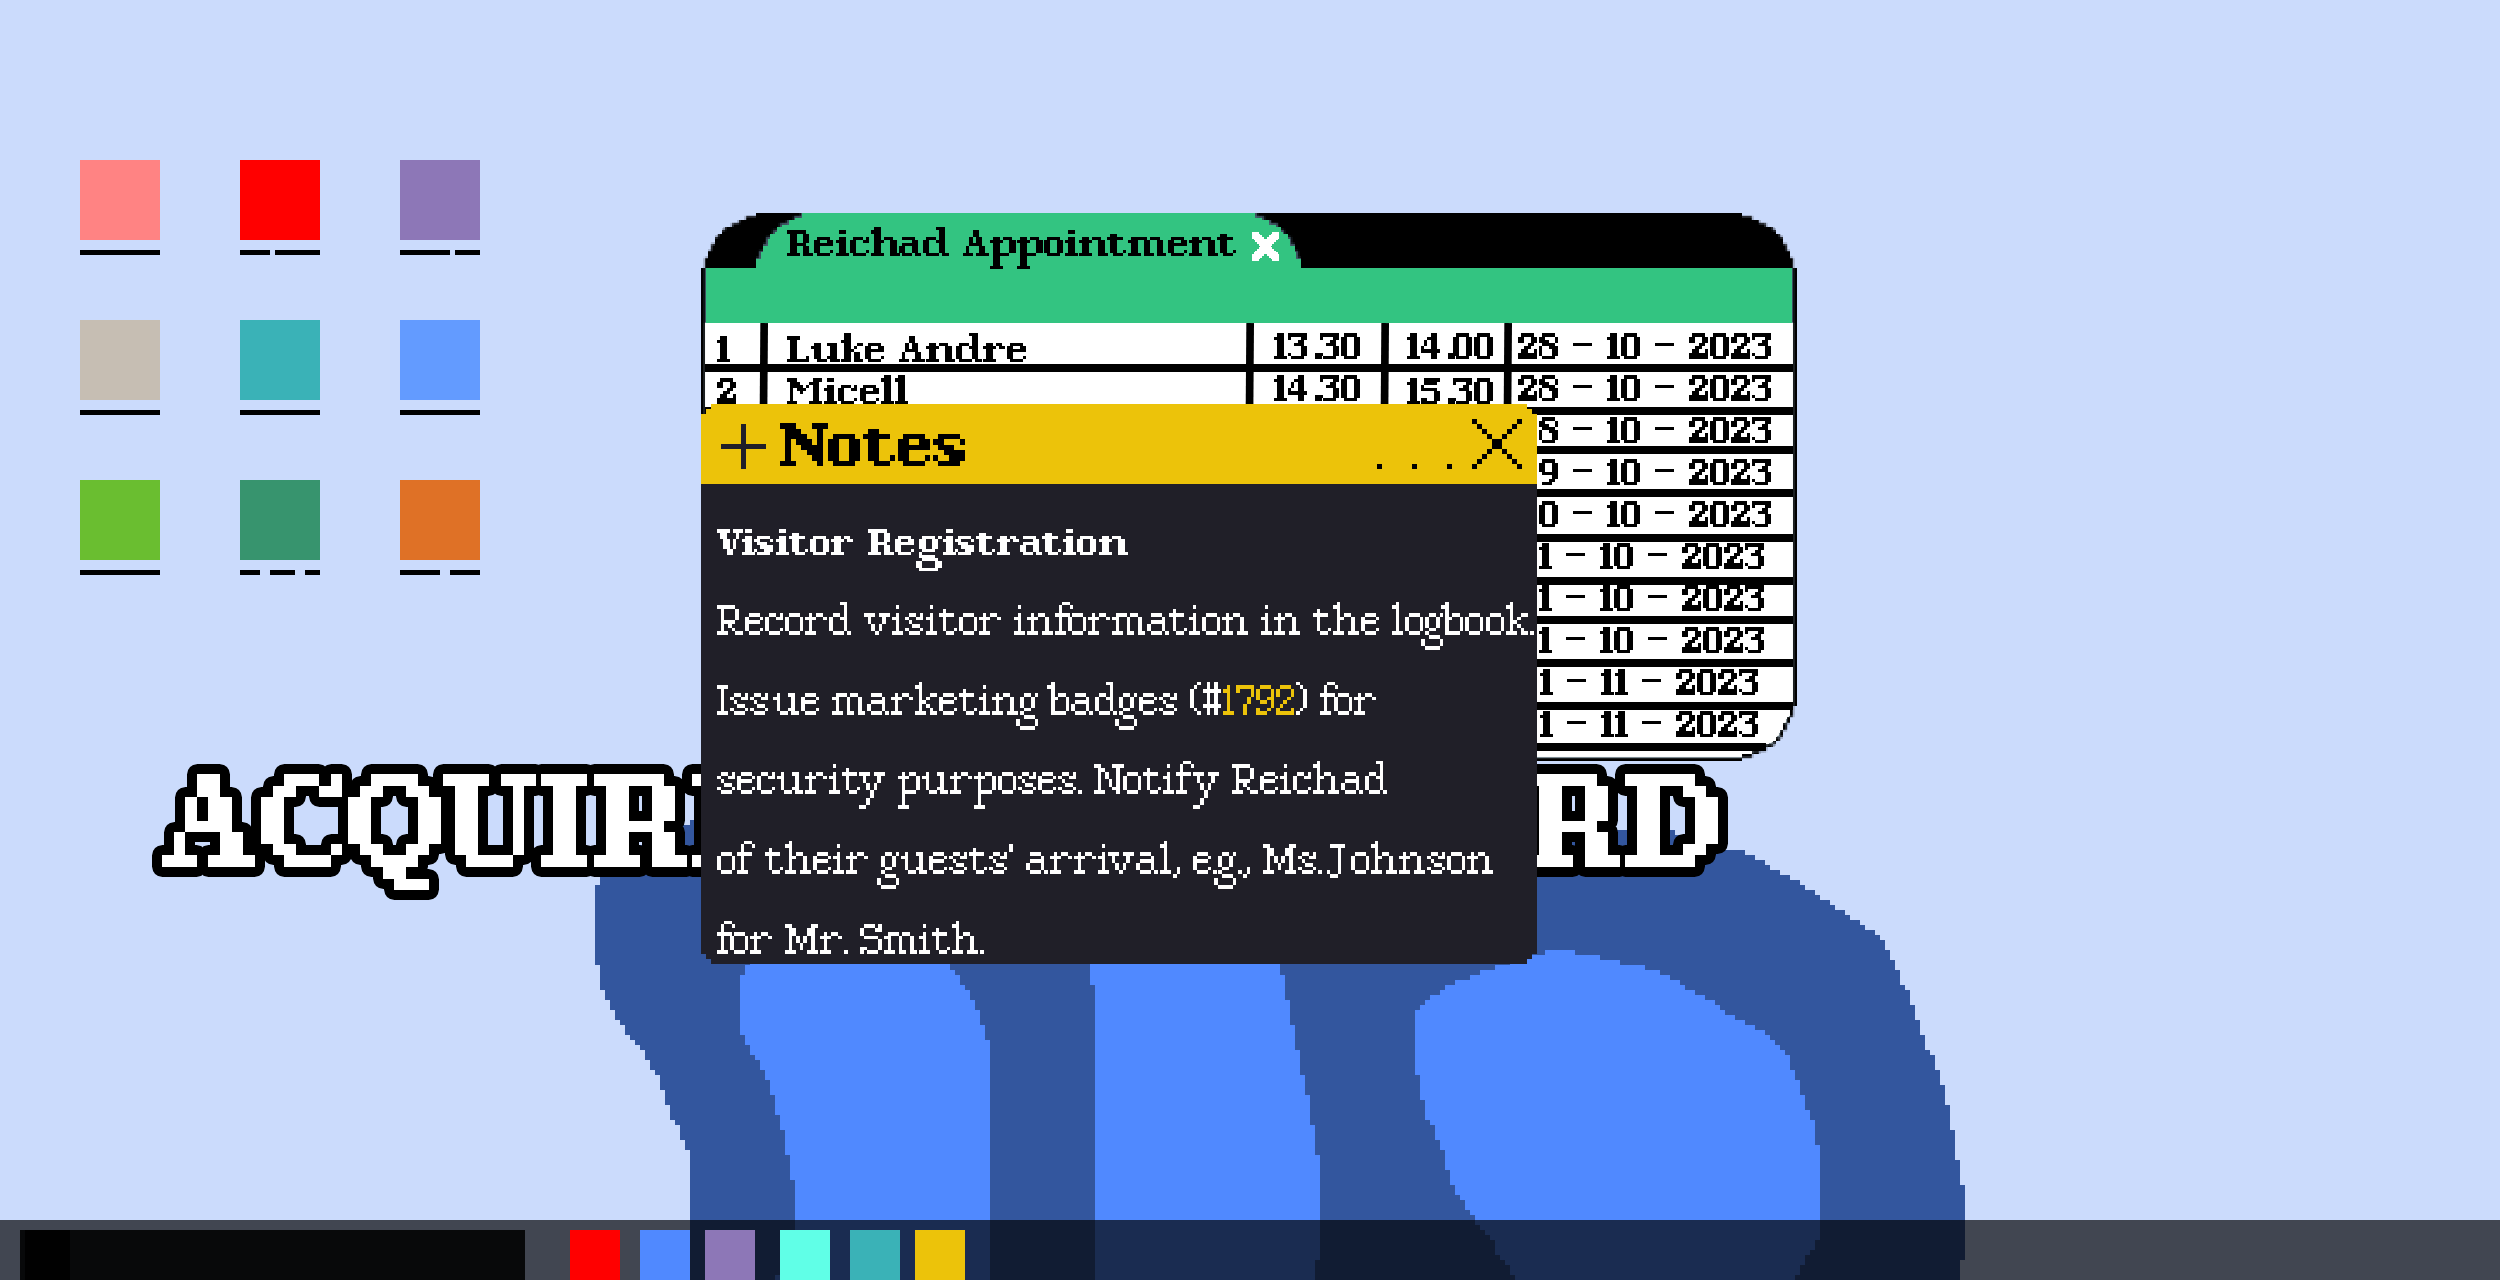 Reichad Appointment
1 Luke Andre 13.30 14.00 28 - 10 - 2023
2 Micell 14.30 15.30 28 - 10 - 2023
8 - 10 - 2023
9 - 10 - 2023
0 - 10 - 2023
1 - 10 - 2023
1 - 10 - 2023
1 - 10 - 2023
1 - 11 - 2023
1 - 11 - 2023
+ Notes ...
Visitor Registration
Record visitor information in the logbook.
Issue marketing badges (#1792) for
security purposes. Notify Reichad
of their guests' arrival, e.g., Ms.Johnson
for Mr. Smith.